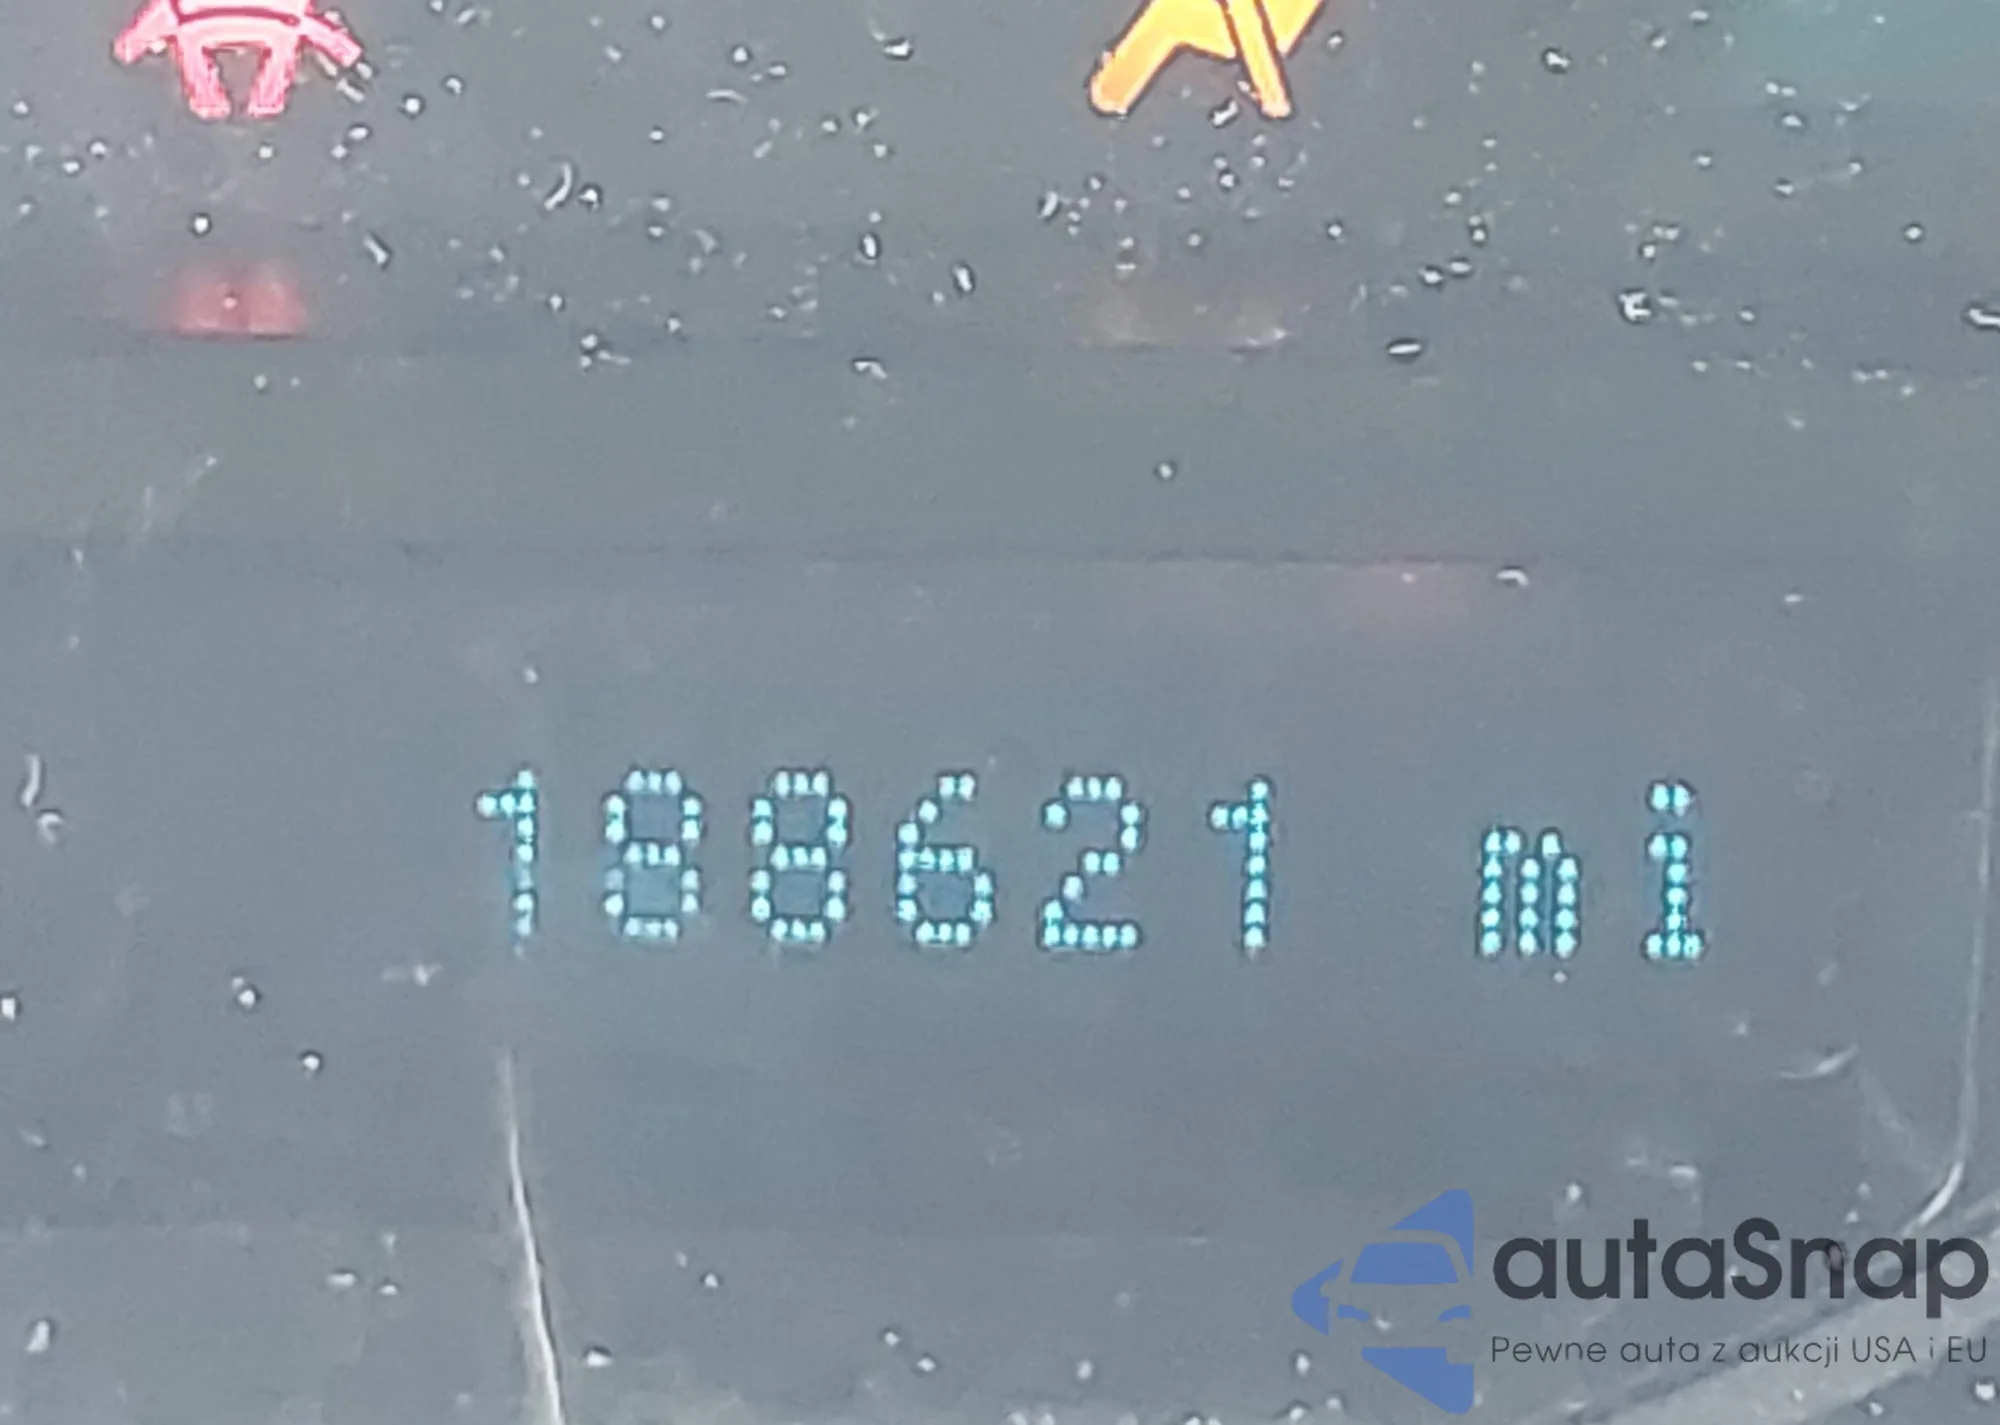 188621 mi
autaSnap
Pewne auta z aukcji USA i EU